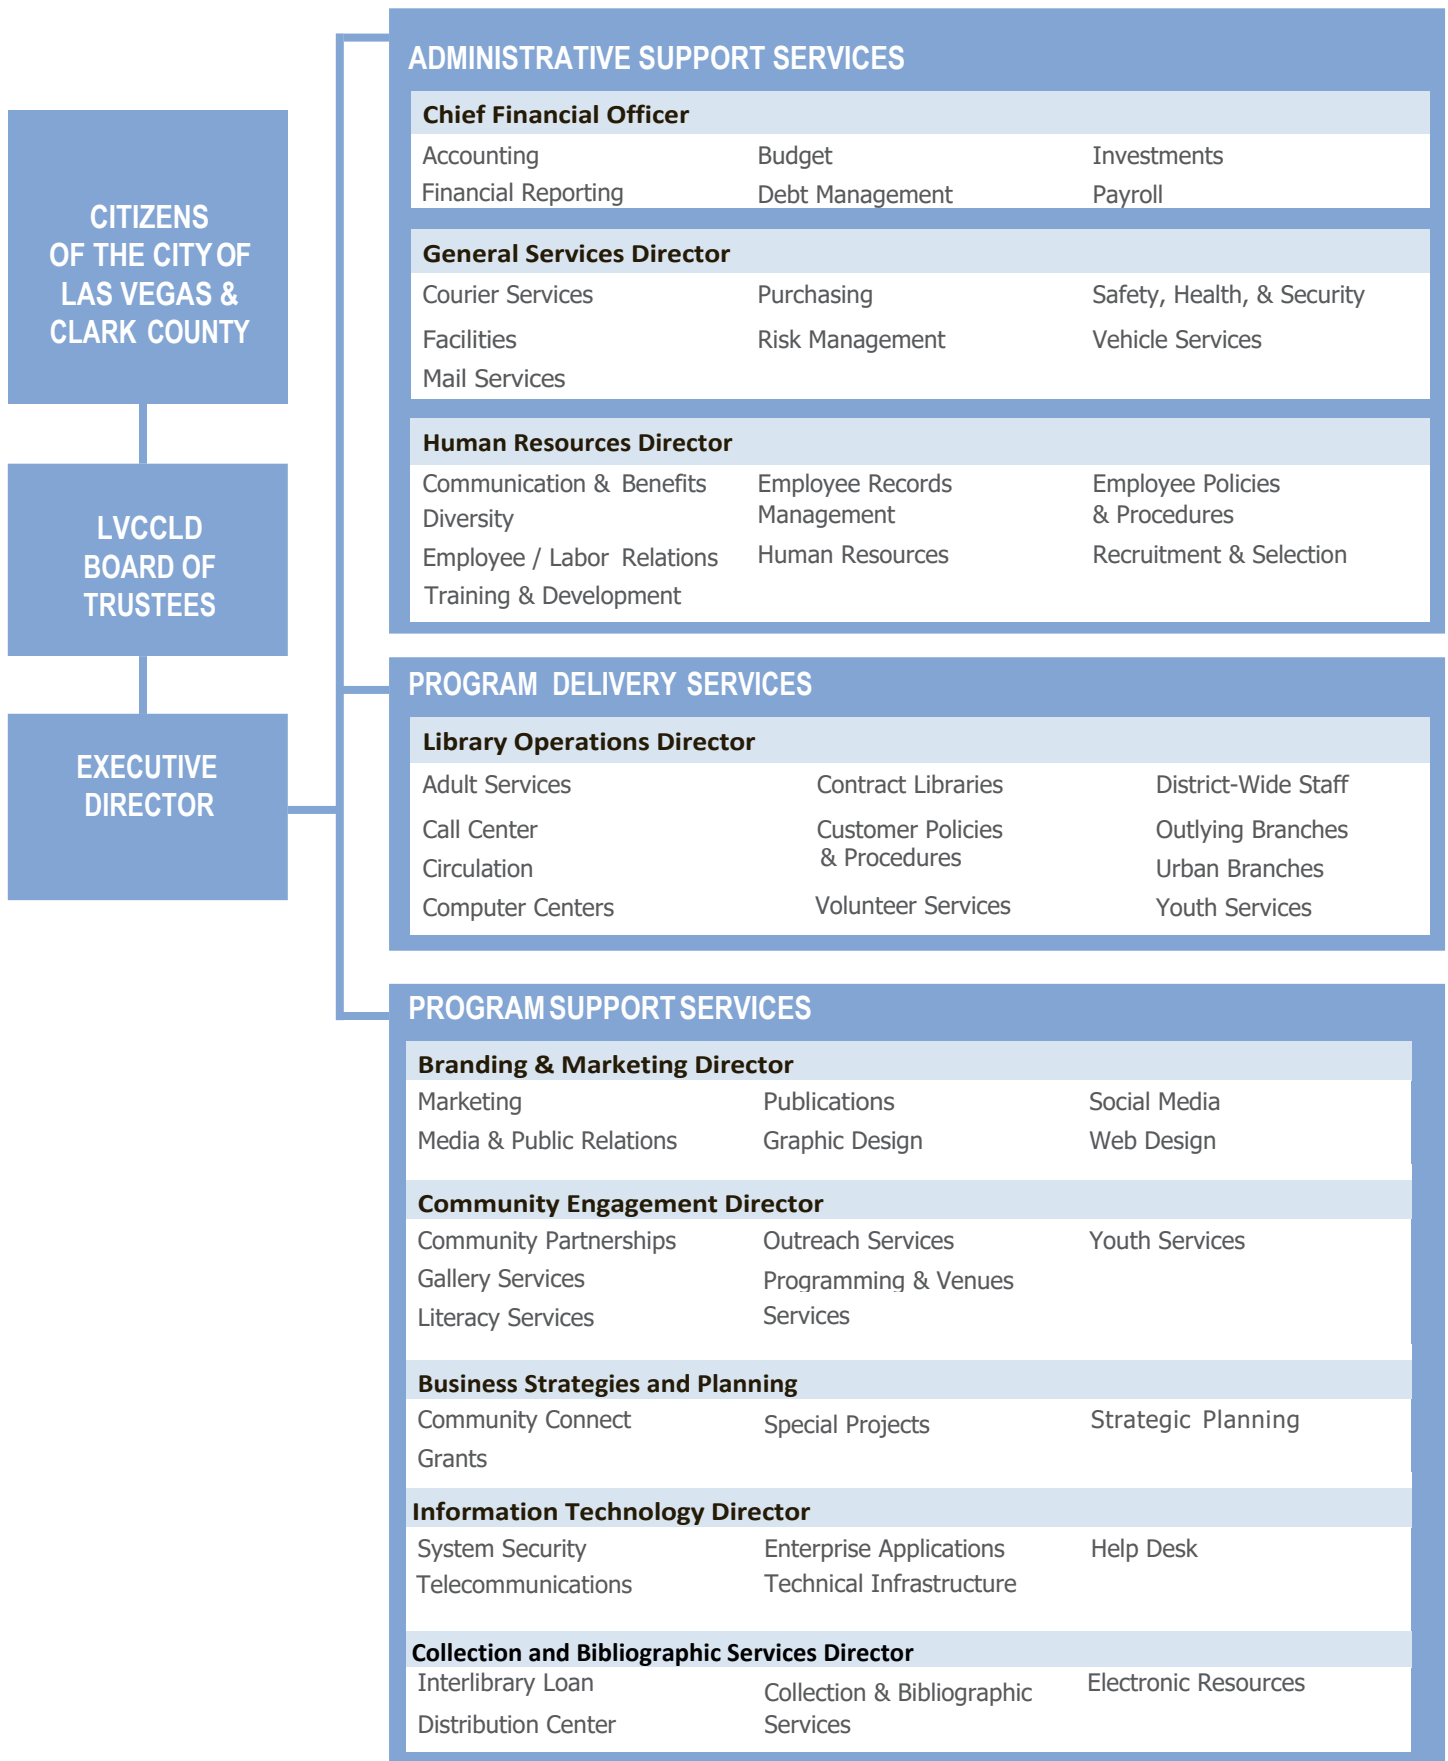 CITIZENS
OF THE CITY OF
LAS VEGAS &
CLARK COUNTY
LVCCLD
BOARD OF
TRUSTEES
EXECUTIVE
DIRECTOR
ADMINISTRATIVE SUPPORT SERVICES
Chief Financial Officer
Accounting Budget Investments
Financial Reporting Debt Management Payroll
General Services Director
Courier Services Purchasing Safety, Health, & Security
Facilities Risk Management Vehicle Services
Mail Services
Human Resources Director
Communication & Benefits Employee Records Employee Policies
Diversity Management & Procedures
Employee / Labor Relations Human Resources Recruitment & Selection
Training & Development
PROGRAM DELIVERY SERVICES
Library Operations Director
Adult Services Contract Libraries District-Wide Staff
Call Center Customer Policies Outlying Branches
& Procedures
Circulation Urban Branches
Computer Centers Volunteer Services Youth Services
PROGRAM SUPPORT SERVICES
Branding & Marketing Director
Marketing Publications Social Media
Media & Public Relations Graphic Design Web Design
Community Engagement Director
Community Partnerships Outreach Services Youth Services
Gallery Services Programming & Venues
Literacy Services Services
Business Strategies and Planning
Community Connect Special Projects Strategic Planning
Grants
Information Technology Director
System Security Enterprise Applications Help Desk
Telecommunications Technical Infrastructure
Collection and Bibliographic Services Director
Interlibrary Loan Collection & Bibliographic Electronic Resources
Distribution Center Services